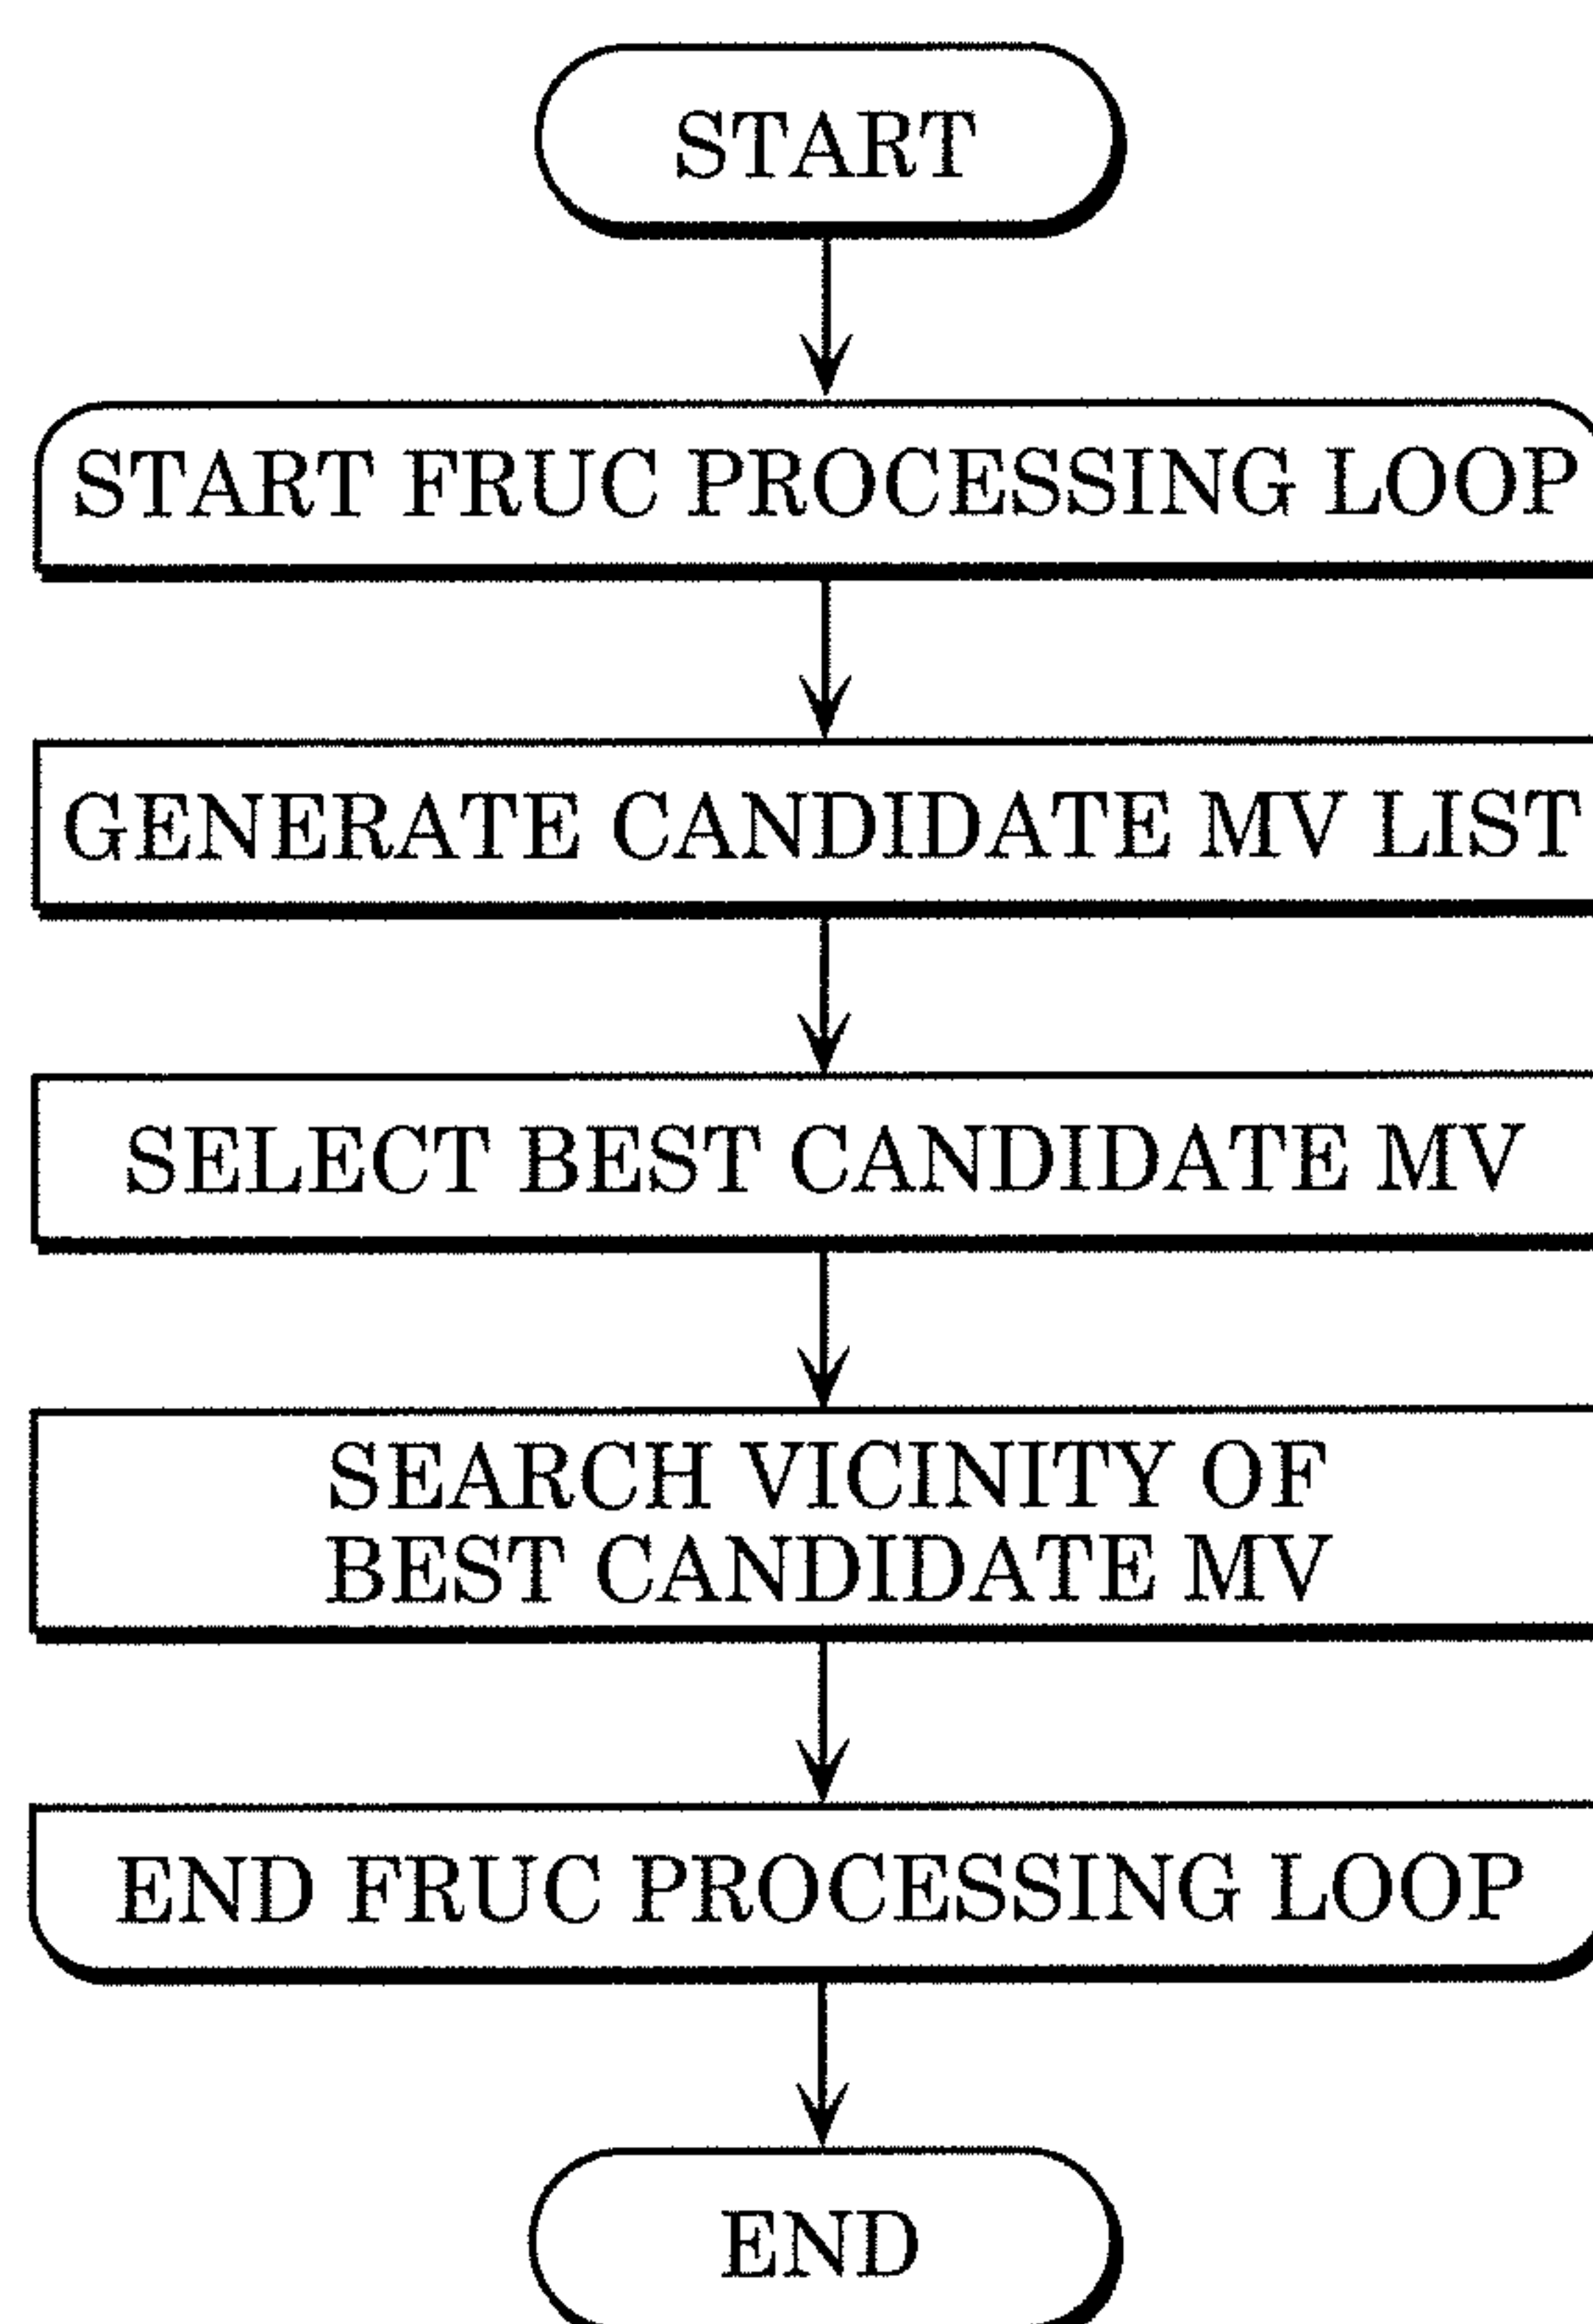 START
START FRUC PROCESSING LOOP
GENERATE CANDIDATE MV LIST
SELECT BEST CANDIDATE MV
SEARCH VICINITY OF
BEST CANDIDATE MV
END FRUC PROCESSING LOOP
END